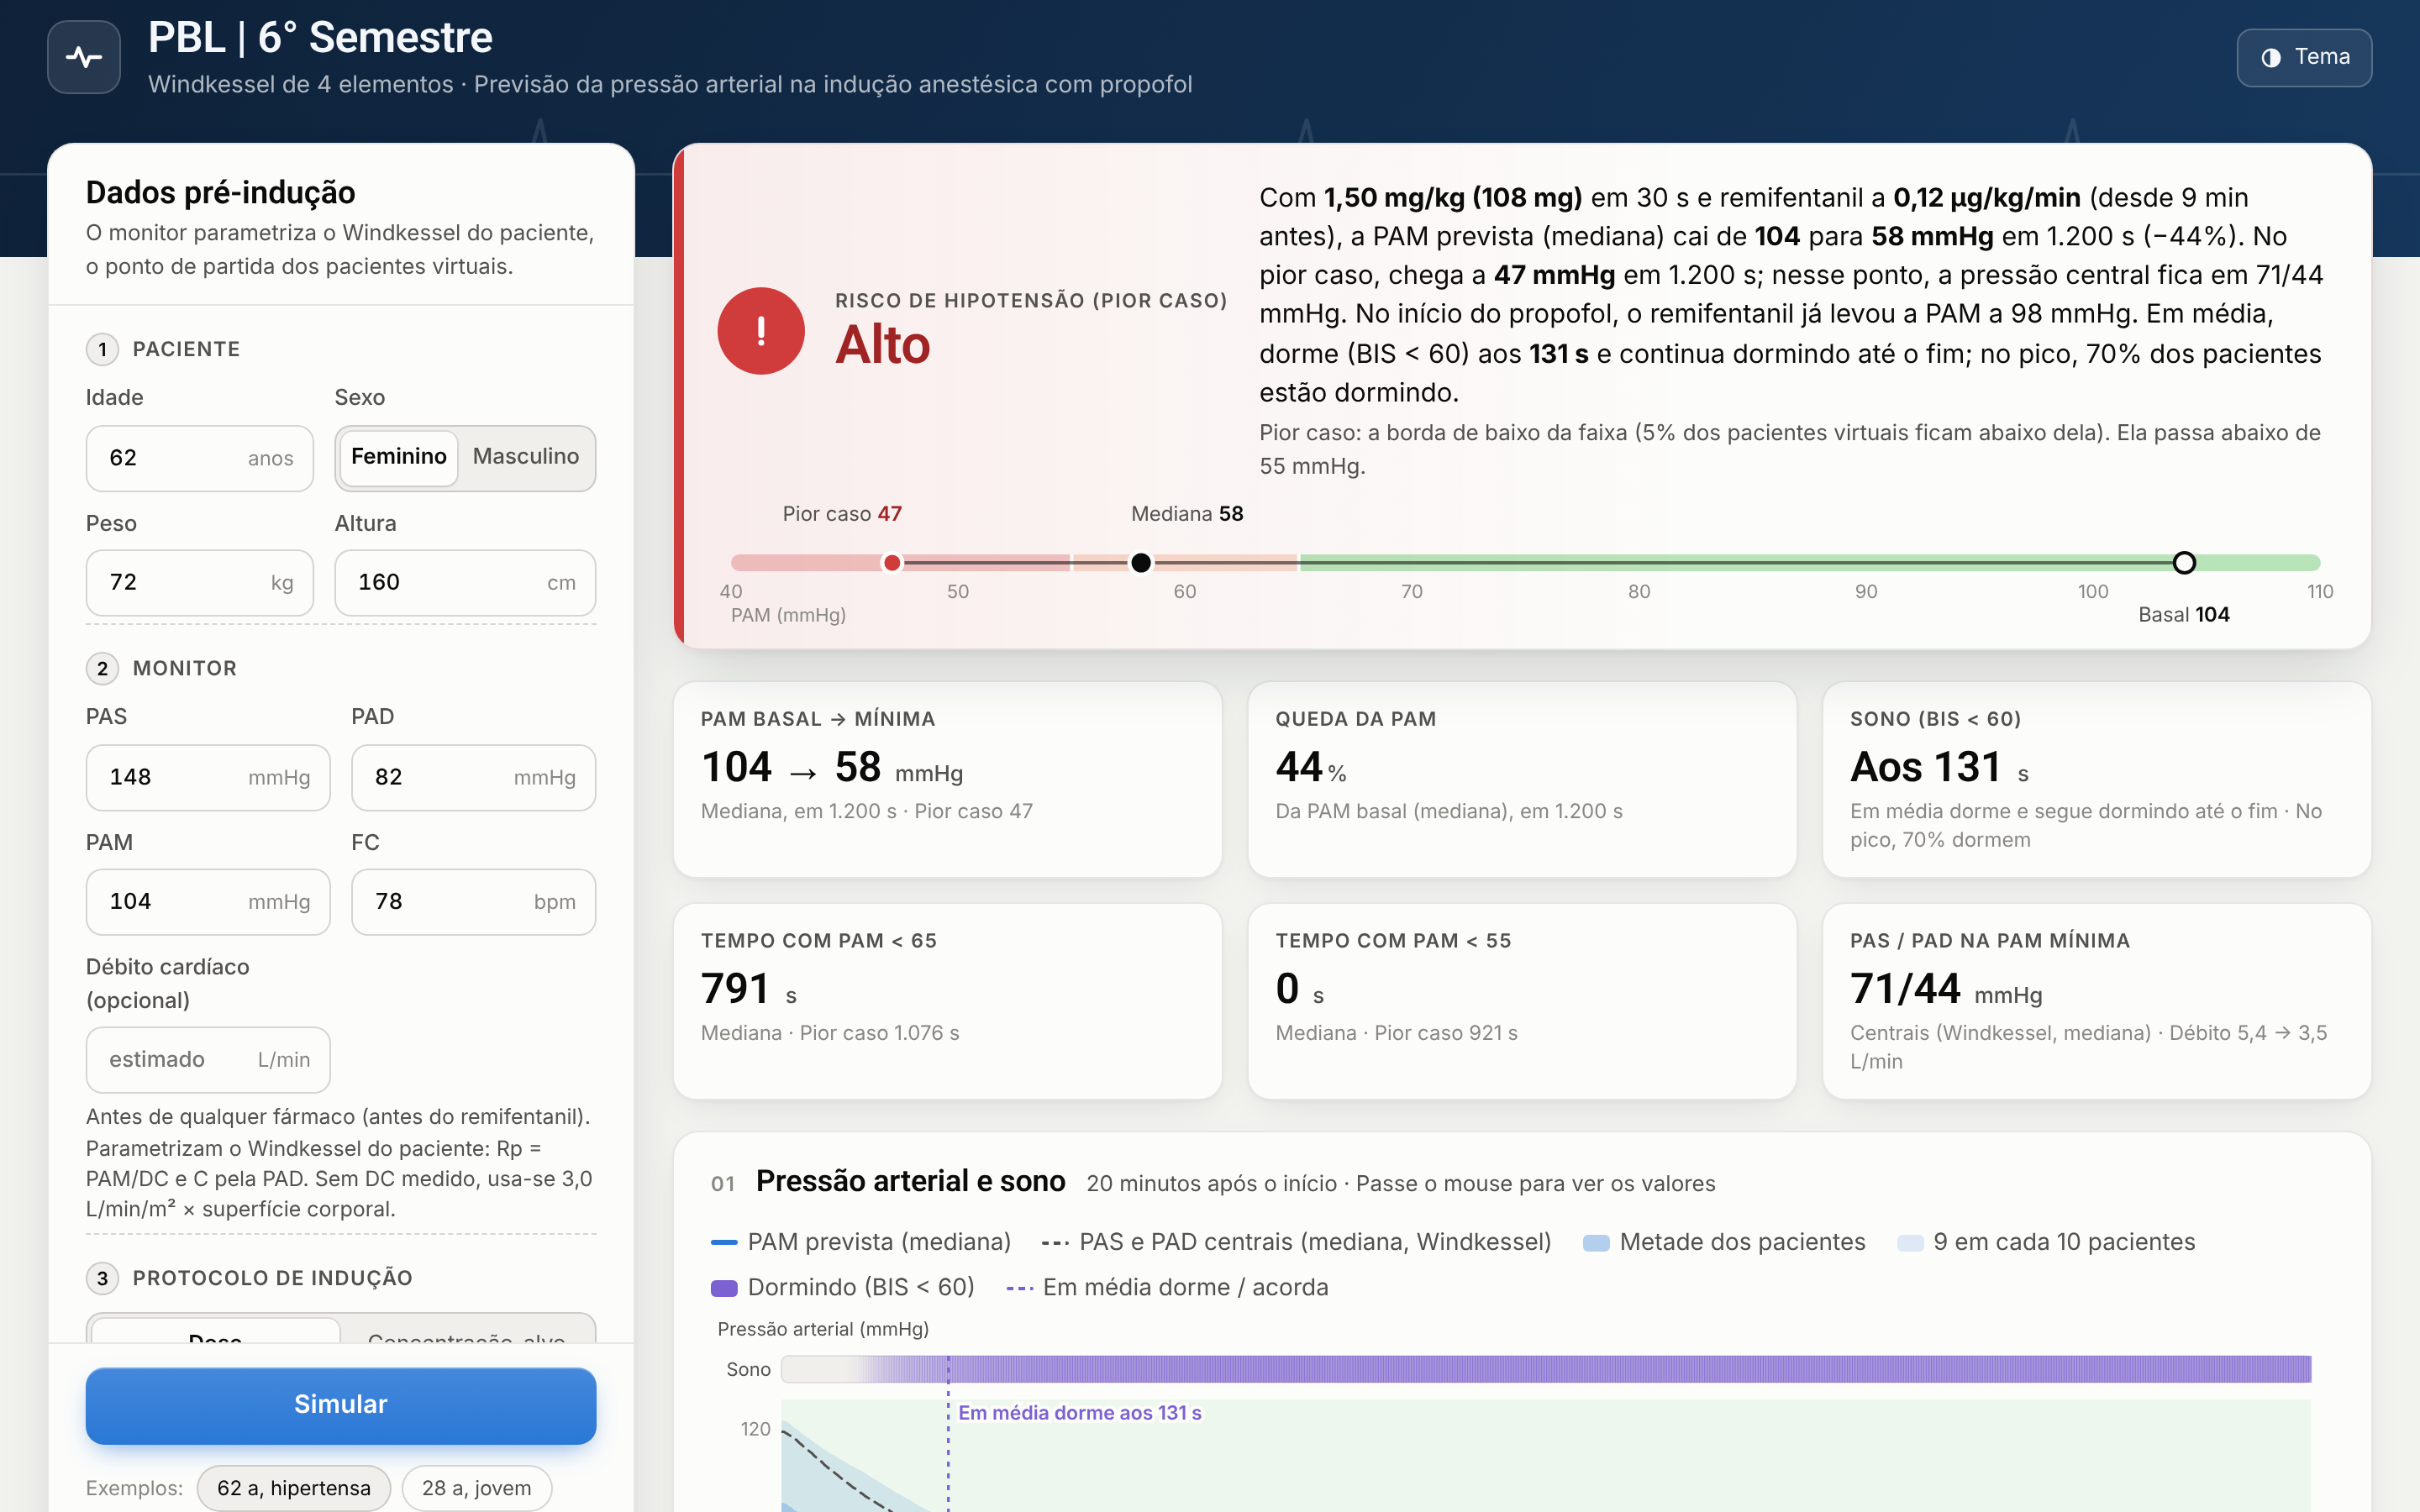 PBL | 6° Semestre
Windkessel de 4 elementos · Previsão da pressão arterial na indução anestésica com propofol
Tema
Dados pré-indução
O monitor parametriza o Windkessel do paciente,
o ponto de partida dos pacientes virtuais.
1 PACIENTE
Idade Sexo
62 anos Feminino Masculino
Peso Altura
72 kg 160 cm
2 MONITOR
PAS PAD
148 mmHg 82 mmHg
PAM FC
104 mmHg 78 bpm
Débito cardíaco
(opcional)
estimado L/min
Antes de qualquer fármaco (antes do remifentanil).
Parametrizam o Windkessel do paciente: Rp =
PAM/DC e C pela PAD. Sem DC medido, usa-se 3,0
L/min/m² × superfície corporal.
3 PROTOCOLO DE INDUÇÃO
Dose Concentração-alvo
Simular
Exemplos: 62 a, hipertensa 28 a, jovem
RISCO DE HIPOTENSÃO (PIOR CASO)
Alto
Com 1,50 mg/kg (108 mg) em 30 s e remifentanil a 0,12 µg/kg/min (desde 9 min
antes), a PAM prevista (mediana) cai de 104 para 58 mmHg em 1.200 s (−44%). No
pior caso, chega a 47 mmHg em 1.200 s; nesse ponto, a pressão central fica em 71/44
mmHg. No início do propofol, o remifentanil já levou a PAM a 98 mmHg. Em média,
dorme (BIS < 60) aos 131 s e continua dormindo até o fim; no pico, 70% dos pacientes
estão dormindo.
Pior caso: a borda de baixo da faixa (5% dos pacientes virtuais ficam abaixo dela). Ela passa abaixo de
55 mmHg.
Pior caso 47 Mediana 58
40 50 60 70 80 90 100 110
PAM (mmHg) Basal 104
PAM BASAL → MÍNIMA
104 → 58 mmHg
Mediana, em 1.200 s · Pior caso 47
QUEDA DA PAM
44 %
Da PAM basal (mediana), em 1.200 s
SONO (BIS < 60)
Aos 131 s
Em média dorme e segue dormindo até o fim · No
pico, 70% dormem
TEMPO COM PAM < 65
791 s
Mediana · Pior caso 1.076 s
TEMPO COM PAM < 55
0 s
Mediana · Pior caso 921 s
PAS / PAD NA PAM MÍNIMA
71/44 mmHg
Centrais (Windkessel, mediana) · Débito 5,4 → 3,5
L/min
01 Pressão arterial e sono 20 minutos após o início · Passe o mouse para ver os valores
PAM prevista (mediana) PAS e PAD centrais (mediana, Windkessel) Metade dos pacientes 9 em cada 10 pacientes
Dormindo (BIS < 60) Em média dorme / acorda
Pressão arterial (mmHg)
Sono
Em média dorme aos 131 s
120